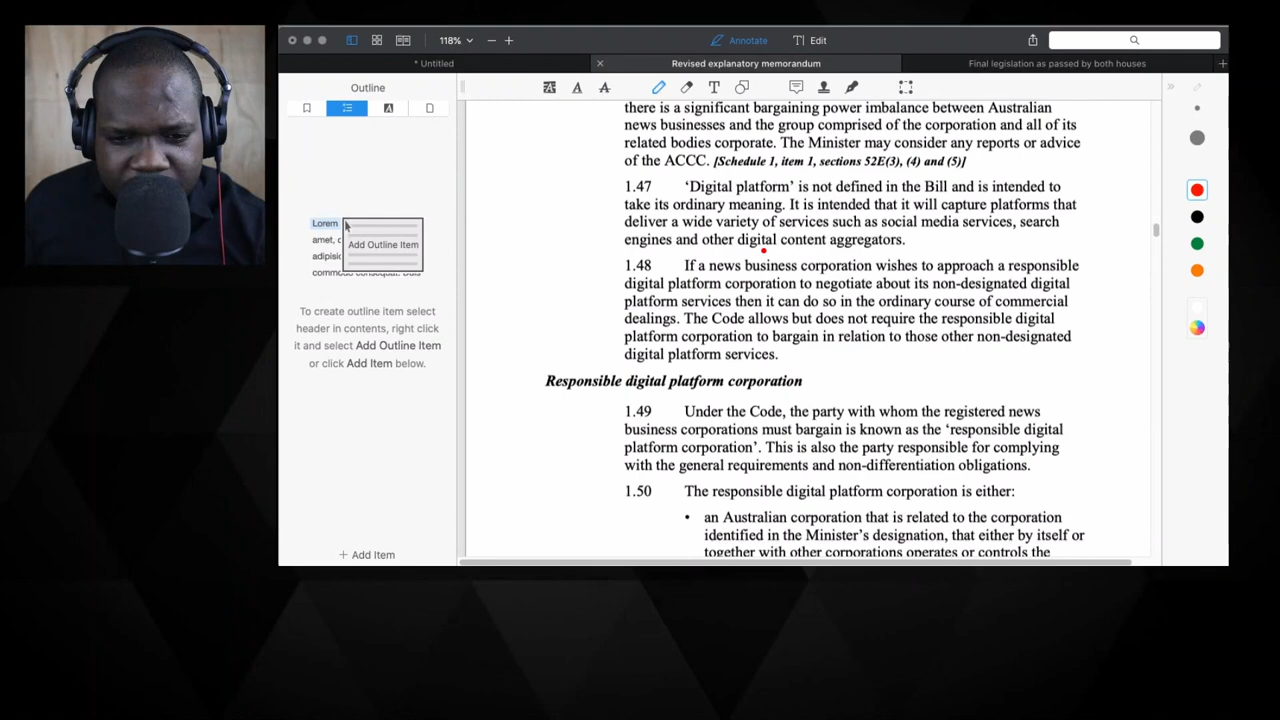 118%
Annotate
Edit
* Untitled
Revised explanatory memorandum
Final legislation as passed by both houses
Outline
there is a significant bargaining power imbalance between Australian
news businesses and the group comprised of the corporation and all of its
related bodies corporate. The Minister may consider any reports or advice
of the ACCC. [Schedule 1, item 1, sections 52E(3), (4) and (5)]
1.47 ‘Digital platform’ is not defined in the Bill and is intended to
take its ordinary meaning. It is intended that it will capture platforms that
deliver a wide variety of services such as social media services, search
engines and other digital content aggregators.
1.48 If a news business corporation wishes to approach a responsible
digital platform corporation to negotiate about its non-designated digital
platform services then it can do so in the ordinary course of commercial
dealings. The Code allows but does not require the responsible digital
platform corporation to bargain in relation to those other non-designated
digital platform services.
Responsible digital platform corporation
1.49 Under the Code, the party with whom the registered news
business corporations must bargain is known as the ‘responsible digital
platform corporation’. This is also the party responsible for complying
with the general requirements and non-differentiation obligations.
1.50 The responsible digital platform corporation is either:
• an Australian corporation that is related to the corporation
identified in the Minister’s designation, that either by itself or
together with other corporations operates or controls the
Lorem
amet, c
adipisi
Add Outline Item
To create outline item select
header in contents, right click
it and select Add Outline Item
or click Add Item below.
+ Add Item